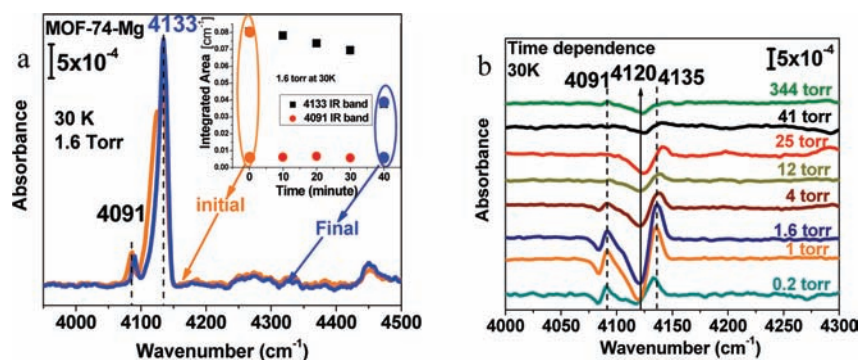 a
MOF-74-Mg
5x10⁻⁴
30 K
1.6 Torr
4091
4133
Absorbance
4000 4100 4200 4300 4400 4500
Wavenumber (cm⁻¹)
initial
Final
Integrated Area [cm⁻¹]
0.08
0.07
0.06
0.05
0.04
0.03
0.02
0.01
0.00
1.6 torr at 30K
4133 IR band
4091 IR band
0 10 20 30 40
Time (minute)
b
Time dependence
30K
5x10⁻⁴
4091 4120 4135
344 torr
41 torr
25 torr
12 torr
4 torr
1.6 torr
1 torr
0.2 torr
Absorbance
4000 4050 4100 4150 4200 4250 4300
Wavenumber (cm⁻¹)